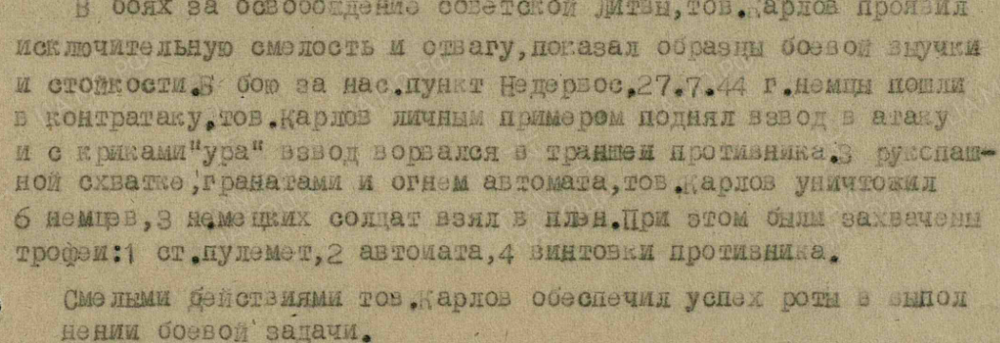 В боях за освобождение советской Литвы,тов.Карлов проявил
исключительную смелость и отвагу,показал образцы боевой выучки
и стойкости.В бою за нас.пункт Недервос,27.7.44 г.немцы пошли
в контратаку,тов.Карлов личным примером поднял взвод в атаку
и с криками"ура" взвод ворвался в траншеи противника.В рукопаш-
ной схватке,гранатами и огнем автомата,тов.Карлов уничтожил
6 немцев,3 немецких солдат взял в плен.При этом были захвачены
трофеи:1 ст.пулемет,2 автомата,4 винтовки противника.
Смелыми действиями тов.Карлов обеспечил успех роты в выпол
нении боевой задачи.